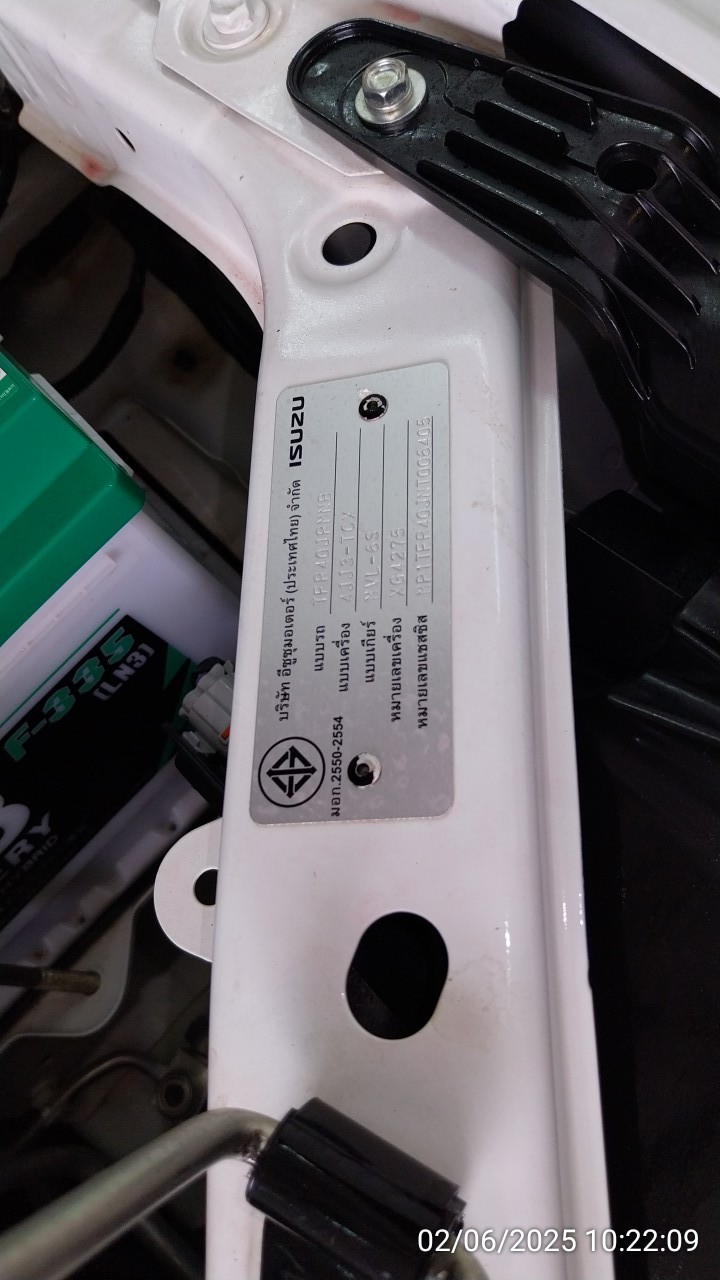 บริษัท อีซูซุมอเตอร์ (ประเทศไทย) จำกัด ISUZU
แบบรถ
แบบเครื่อง 4JJ3-TCX
แบบเกียร์ MVL-6S
หมายเลขเครื่อง XG4275
หมายเลขแชสซีส
มอก.2550-2554
F-33S
(LN3)
02/06/2025 10:22:09